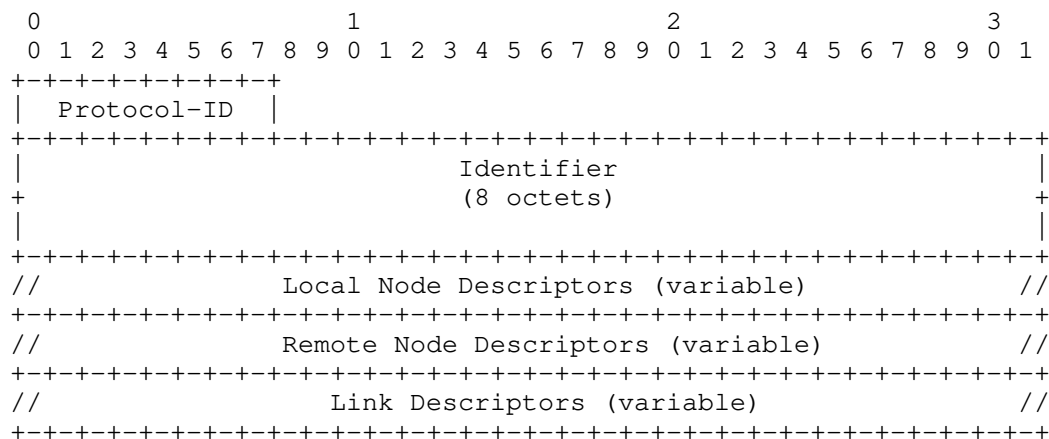 0                   1                   2                   3
 0 1 2 3 4 5 6 7 8 9 0 1 2 3 4 5 6 7 8 9 0 1 2 3 4 5 6 7 8 9 0 1
+-+-+-+-+-+-+-+-+
|  Protocol-ID  |
+-+-+-+-+-+-+-+-+-+-+-+-+-+-+-+-+-+-+-+-+-+-+-+-+-+-+-+-+-+-+-+-+
|                           Identifier                          |
+                           (8 octets)                          +
|                                                               |
+-+-+-+-+-+-+-+-+-+-+-+-+-+-+-+-+-+-+-+-+-+-+-+-+-+-+-+-+-+-+-+-+
//               Local Node Descriptors (variable)             //
+-+-+-+-+-+-+-+-+-+-+-+-+-+-+-+-+-+-+-+-+-+-+-+-+-+-+-+-+-+-+-+-+
//               Remote Node Descriptors (variable)            //
+-+-+-+-+-+-+-+-+-+-+-+-+-+-+-+-+-+-+-+-+-+-+-+-+-+-+-+-+-+-+-+-+
//                  Link Descriptors (variable)                //
+-+-+-+-+-+-+-+-+-+-+-+-+-+-+-+-+-+-+-+-+-+-+-+-+-+-+-+-+-+-+-+-+